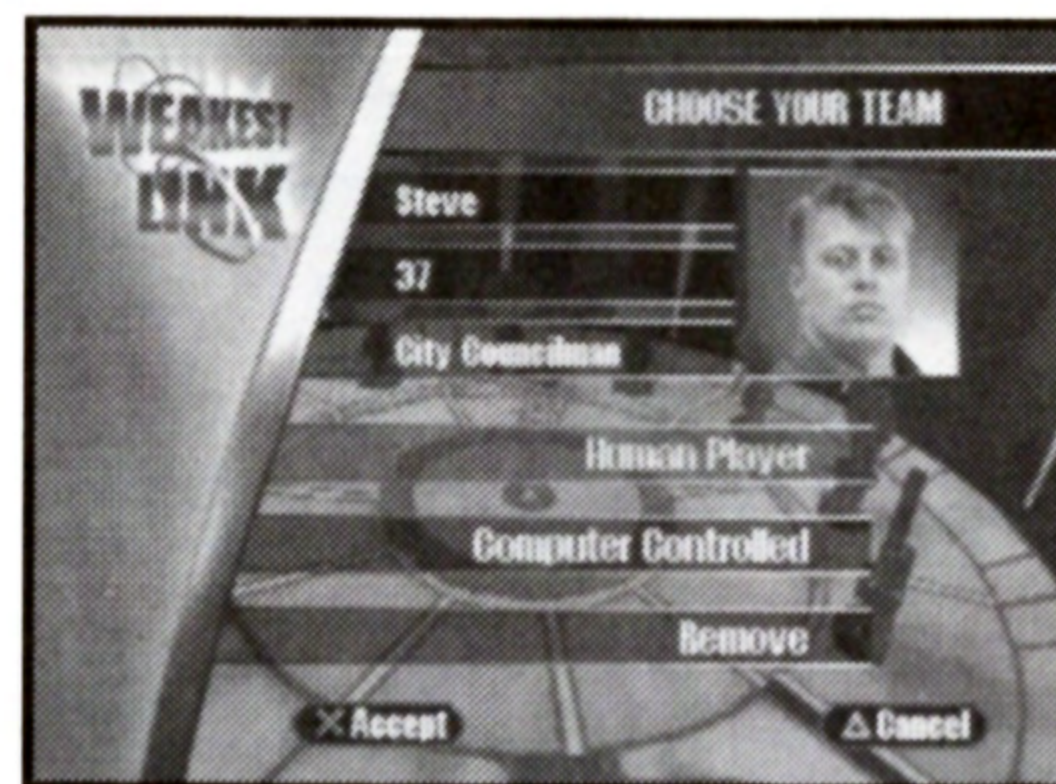 WEAKEST
LINK
CHOOSE YOUR TEAM
Steve
37
City Councilman
Human Player
Computer Controlled
Remove
Accept
Cancel